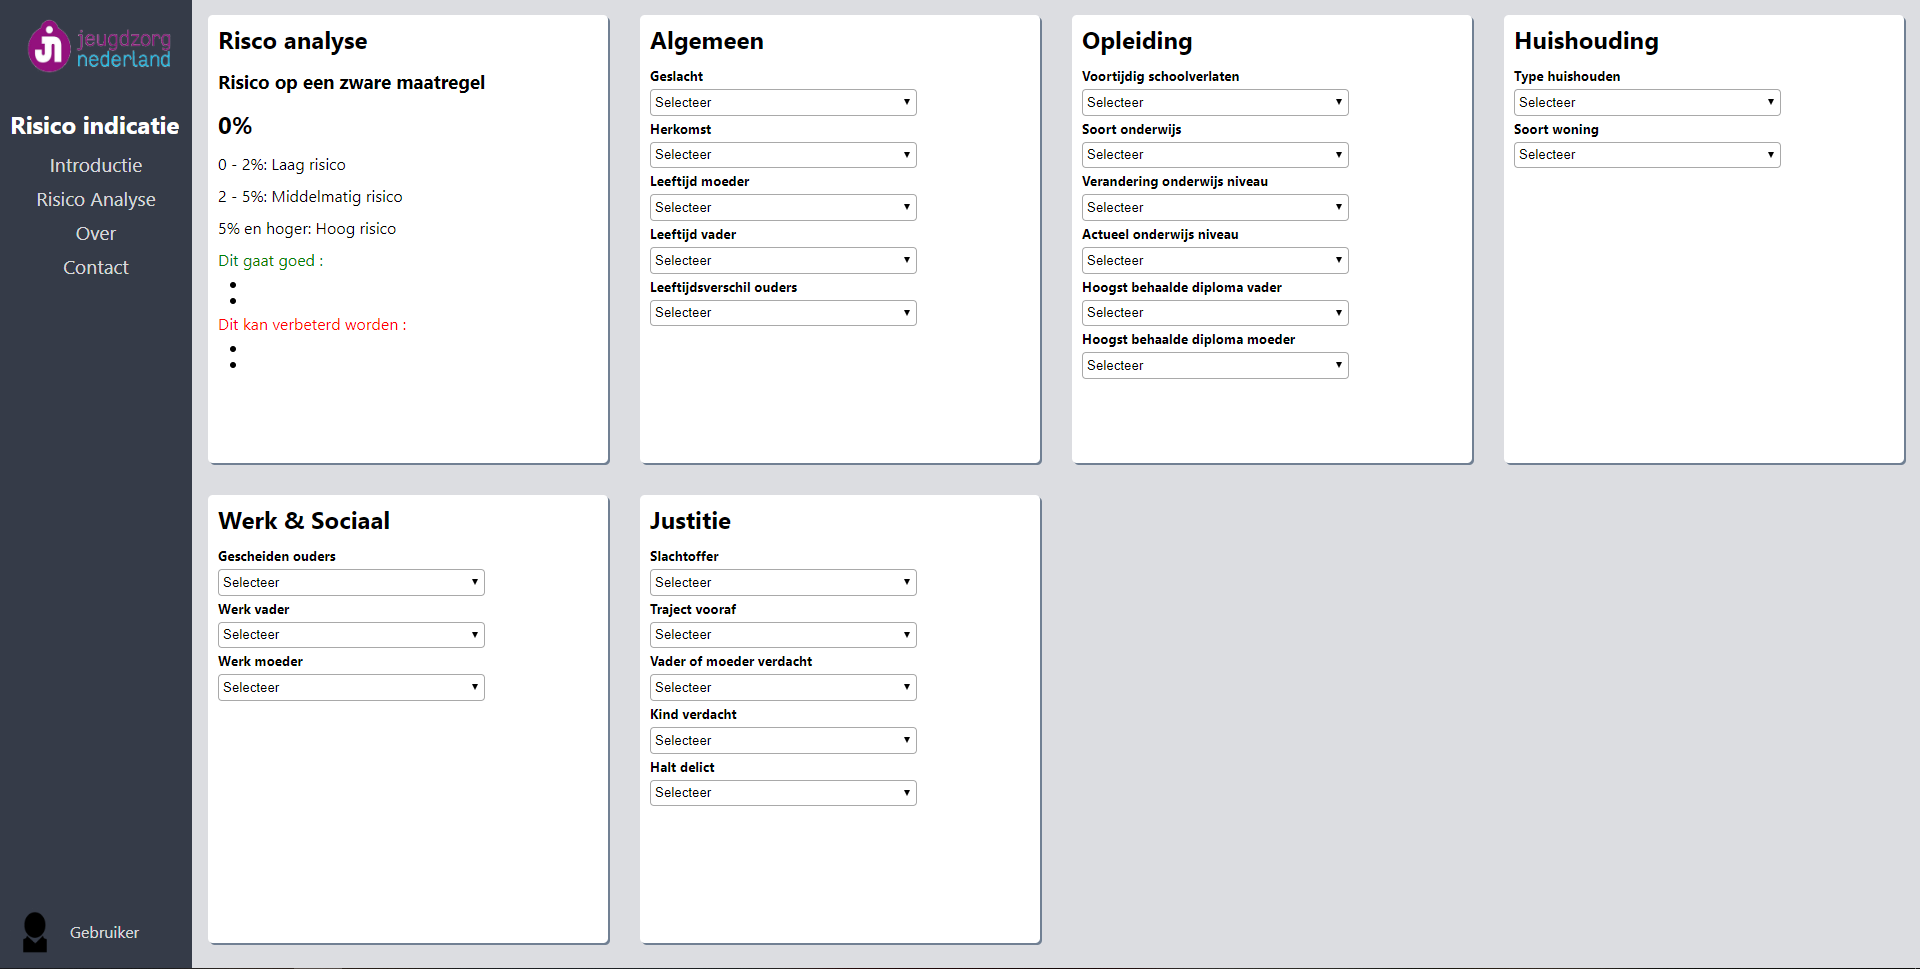 jeugdzorg
nederland
Risico indicatie
Introductie
Risico Analyse
Over
Contact
Gebruiker
Risco analyse
Risico op een zware maatregel
0%
0 - 2%: Laag risico
2 - 5%: Middelmatig risico
5% en hoger: Hoog risico
Dit gaat goed :
Dit kan verbeterd worden :
Algemeen
Geslacht
Selecteer
Herkomst
Selecteer
Leeftijd moeder
Selecteer
Leeftijd vader
Selecteer
Leeftijdsverschil ouders
Selecteer
Opleiding
Voortijdig schoolverlaten
Selecteer
Soort onderwijs
Selecteer
Verandering onderwijs niveau
Selecteer
Actueel onderwijs niveau
Selecteer
Hoogst behaalde diploma vader
Selecteer
Hoogst behaalde diploma moeder
Selecteer
Huishouding
Type huishouden
Selecteer
Soort woning
Selecteer
Werk & Sociaal
Gescheiden ouders
Selecteer
Werk vader
Selecteer
Werk moeder
Selecteer
Justitie
Slachtoffer
Selecteer
Traject vooraf
Selecteer
Vader of moeder verdacht
Selecteer
Kind verdacht
Selecteer
Halt delict
Selecteer